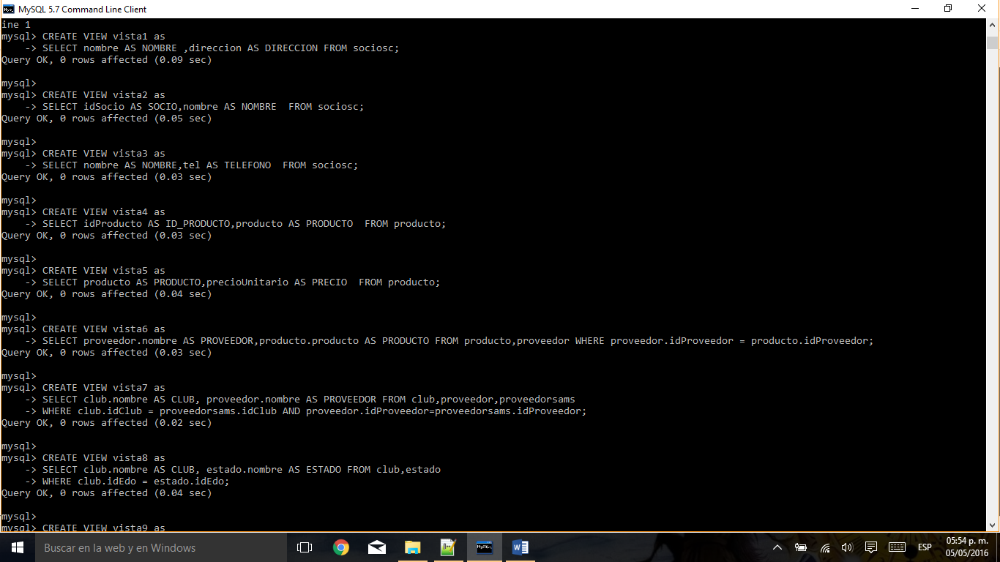 MySQL 5.7 Command Line Client
ine 1
mysql> CREATE VIEW vista1 as
    -> SELECT nombre AS NOMBRE ,direccion AS DIRECCION FROM sociosc;
Query OK, 0 rows affected (0.09 sec)
mysql>
mysql> CREATE VIEW vista2 as
    -> SELECT idSocio AS SOCIO,nombre AS NOMBRE  FROM sociosc;
Query OK, 0 rows affected (0.05 sec)
mysql>
mysql> CREATE VIEW vista3 as
    -> SELECT nombre AS NOMBRE,tel AS TELEFONO  FROM sociosc;
Query OK, 0 rows affected (0.03 sec)
mysql>
mysql> CREATE VIEW vista4 as
    -> SELECT idProducto AS ID_PRODUCTO,producto AS PRODUCTO  FROM producto;
Query OK, 0 rows affected (0.03 sec)
mysql>
mysql> CREATE VIEW vista5 as
    -> SELECT producto AS PRODUCTO,precioUnitario AS PRECIO  FROM producto;
Query OK, 0 rows affected (0.04 sec)
mysql>
mysql> CREATE VIEW vista6 as
    -> SELECT proveedor.nombre AS PROVEEDOR,producto.producto AS PRODUCTO FROM producto,proveedor WHERE proveedor.idProveedor = producto.idProveedor;
Query OK, 0 rows affected (0.03 sec)
mysql>
mysql> CREATE VIEW vista7 as
    -> SELECT club.nombre AS CLUB, proveedor.nombre AS PROVEEDOR FROM club,proveedor,proveedorsams
    -> WHERE club.idClub = proveedorsams.idClub AND proveedor.idProveedor=proveedorsams.idProveedor;
Query OK, 0 rows affected (0.02 sec)
mysql>
mysql> CREATE VIEW vista8 as
    -> SELECT club.nombre AS CLUB, estado.nombre AS ESTADO FROM club,estado
    -> WHERE club.idEdo = estado.idEdo;
Query OK, 0 rows affected (0.04 sec)
mysql>
mysql> CREATE VIEW vista9 as
Buscar en la web y en Windows
ESP
05:54 p. m.
05/05/2016